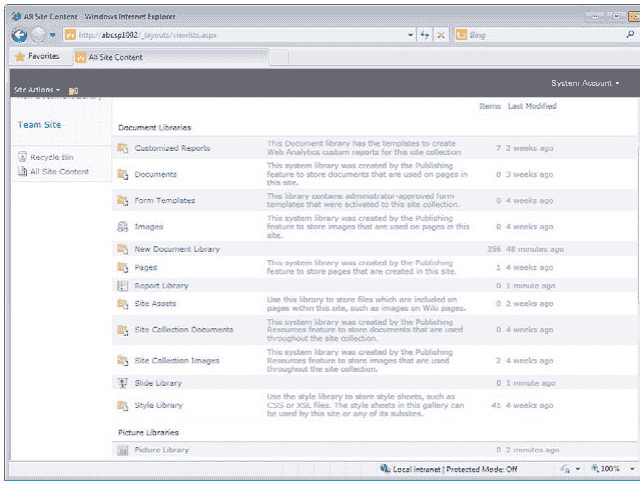 All Site Content - Windows Internet Explorer
http://abcsp1002/_layouts/viewlsts.aspx
Bing
Favorites
All Site Content
Site Actions
System Account
Team Site
Recycle Bin
All Site Content
Items Last Modified
Document Libraries
Customized Reports This Document library has the templates to create 7 2 weeks ago
Web Analytics custom reports for this site collection
Documents This system library was created by the Publishing 0 3 weeks ago
feature to store documents that are used on pages in
this site.
Form Templates This library contains administrator-approved form 0 4 weeks ago
templates that were activated to this site collection.
Images This system library was created by the Publishing 0 4 weeks ago
feature to store images that are used on pages in this
site.
New Document Library 356 48 minutes ago
Pages This system library was created by the Publishing 1 4 weeks ago
feature to store pages that are created in this site.
Report Library 0 1 minute ago
Site Assets Use this library to store files which are included on 0 2 weeks ago
pages within this site, such as images on Wiki pages.
Site Collection Documents This system library was created by the Publishing 0 4 weeks ago
Resources feature to store documents that are used
throughout the site collection.
Site Collection Images This system library was created by the Publishing 2 4 weeks ago
Resources feature to store images that are used
throughout the site collection.
Slide Library 0 1 minute ago
Style Library Use the style library to store style sheets, such as 41 4 weeks ago
CSS or XSL files. The style sheets in this gallery can
be used by this site or any of its subsites.
Picture Libraries
Picture Library 0 2 minutes ago
Local intranet | Protected Mode: Off 100%